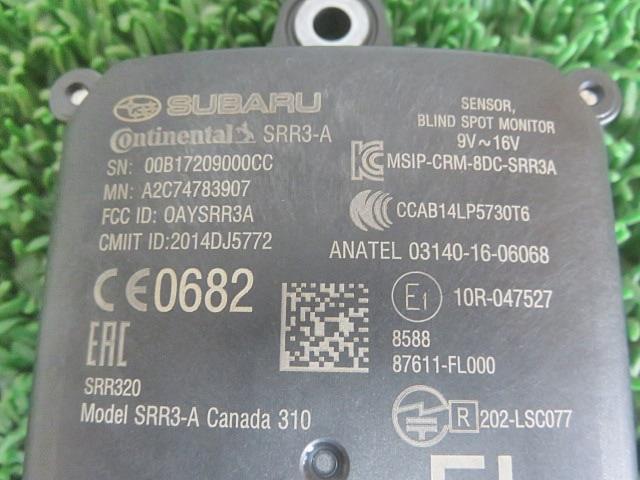 SUBARU
Continental SRR3-A
SN: 00B17209000CC
MN: A2C74783907
FCC ID: OAYSRR3A
CMIIT ID:2014DJ5772
CE0682
EAC
SRR320
Model SRR3-A Canada 310
SENSOR,
BLIND SPOT MONITOR
9V~16V
MSIP-CRM-8DC-SRR3A
CCAB14LP5730T6
ANATEL 03140-16-06068
E1 10R-047527
8588
87611-FL000
R 202-LSC077